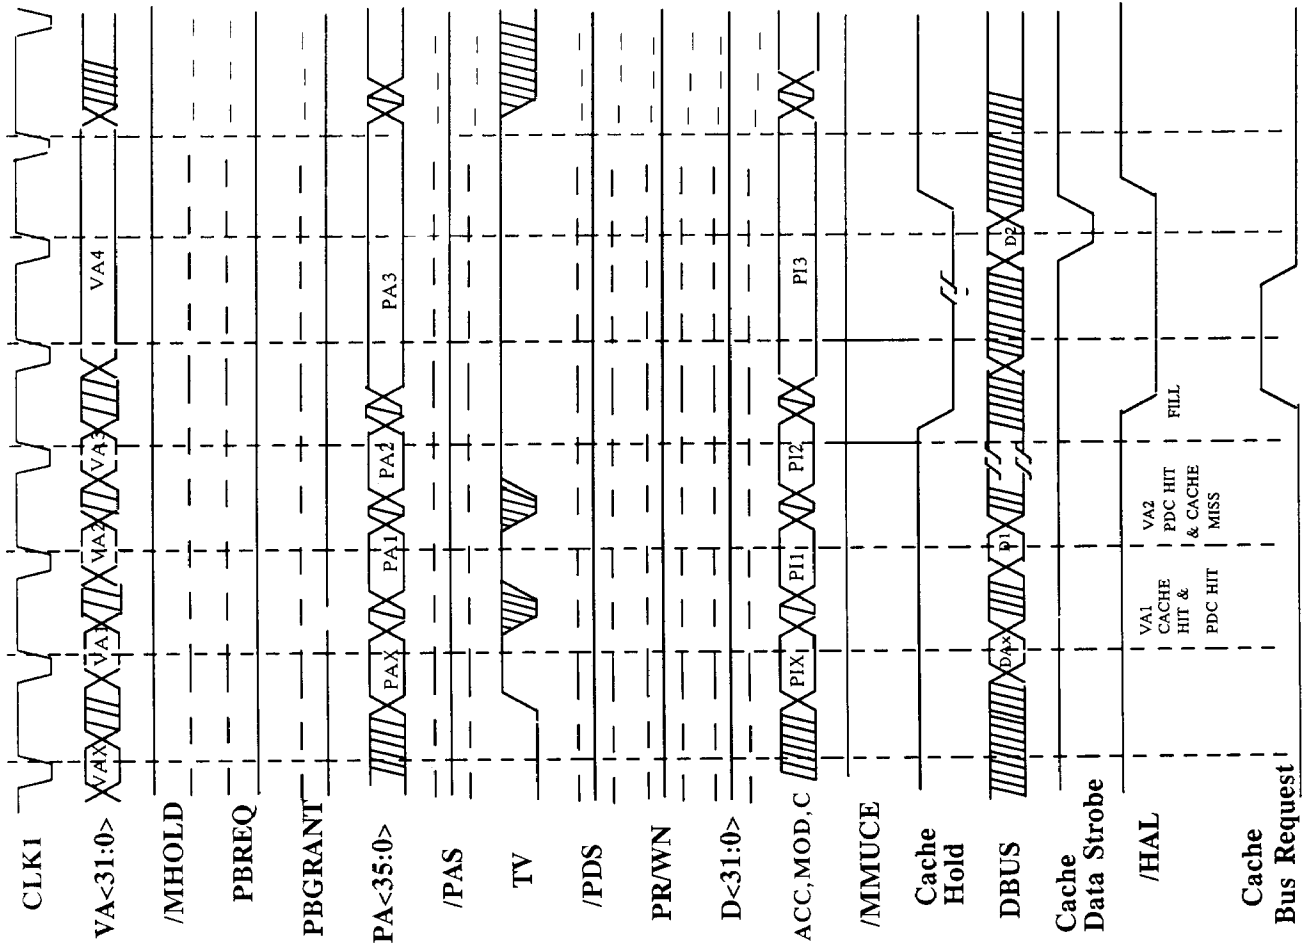 CLK1
VA<31:0>
VAX
VA1
VA2
VA3
VA4
/MHOLD
PBREQ
PBGRANT
PA<35:0>
PAX
PA1
PA2
PA3
/PAS
TV
/PDS
PR/WN
D<31:0>
ACC,MOD,C
PIX
PI1
PI2
PI3
/MMUCE
Cache
Hold
DBUS
DAX
D1
D2
Cache
Data Strobe
/HAL
VA1
CACHE
HIT &
PDC HIT
VA2
PDC HIT
& CACHE
MISS
FILL
Cache
Bus Request